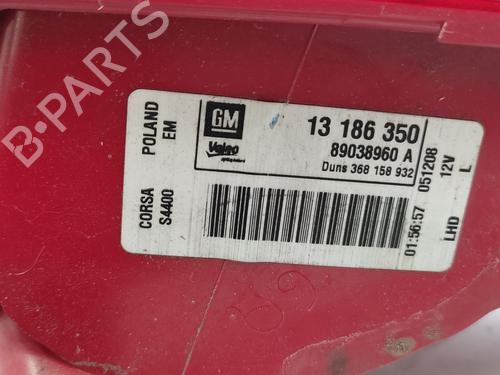 B-PARTS
CORSA POLAND
S4400 EM
GM
Valeo
13 186 350
89038960 A
Duns 368 158 932
01:56:57 051208
LHD 12V L